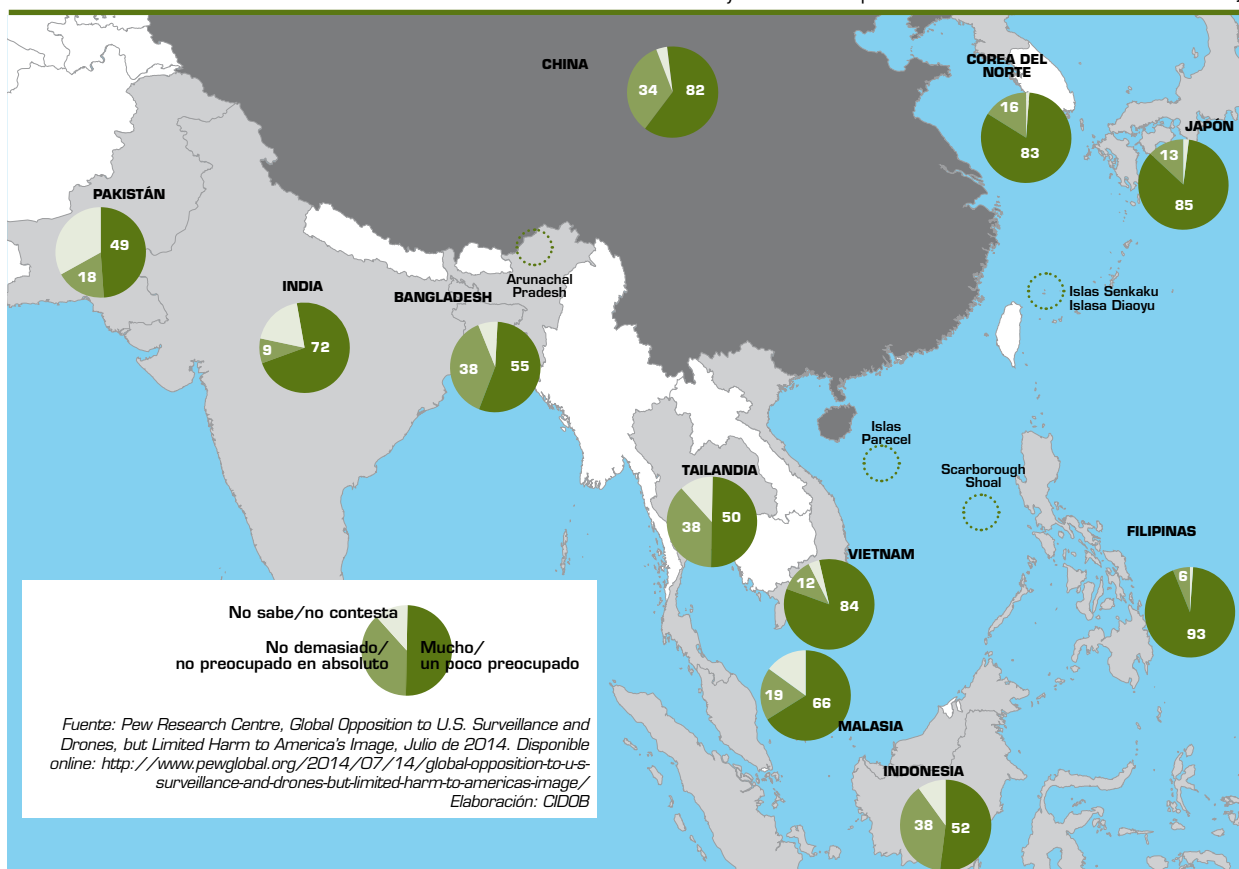 CHINA
34
82
COREA DEL
NORTE
16
83
JAPÓN
13
85
PAKISTÁN
49
18
INDIA
9
72
BANGLADESH
38
55
Arunachal
Pradesh
Islas Senkaku
Islasa Diaoyu
Islas
Paracel
Scarborough
Shoal
TAILANDIA
38
50
VIETNAM
12
84
FILIPINAS
6
93
19
66
MALASIA
INDONESIA
38
52
No sabe/no contesta
No demasiado/
no preocupado en absoluto
Mucho/
un poco preocupado
Fuente: Pew Research Centre, Global Opposition to U.S. Surveillance and
Drones, but Limited Harm to America's Image, Julio de 2014. Disponible
online: http://www.pewglobal.org/2014/07/14/global-opposition-to-u-s-
surveillance-and-drones-but-limited-harm-to-americas-image/
Elaboración: CIDOB